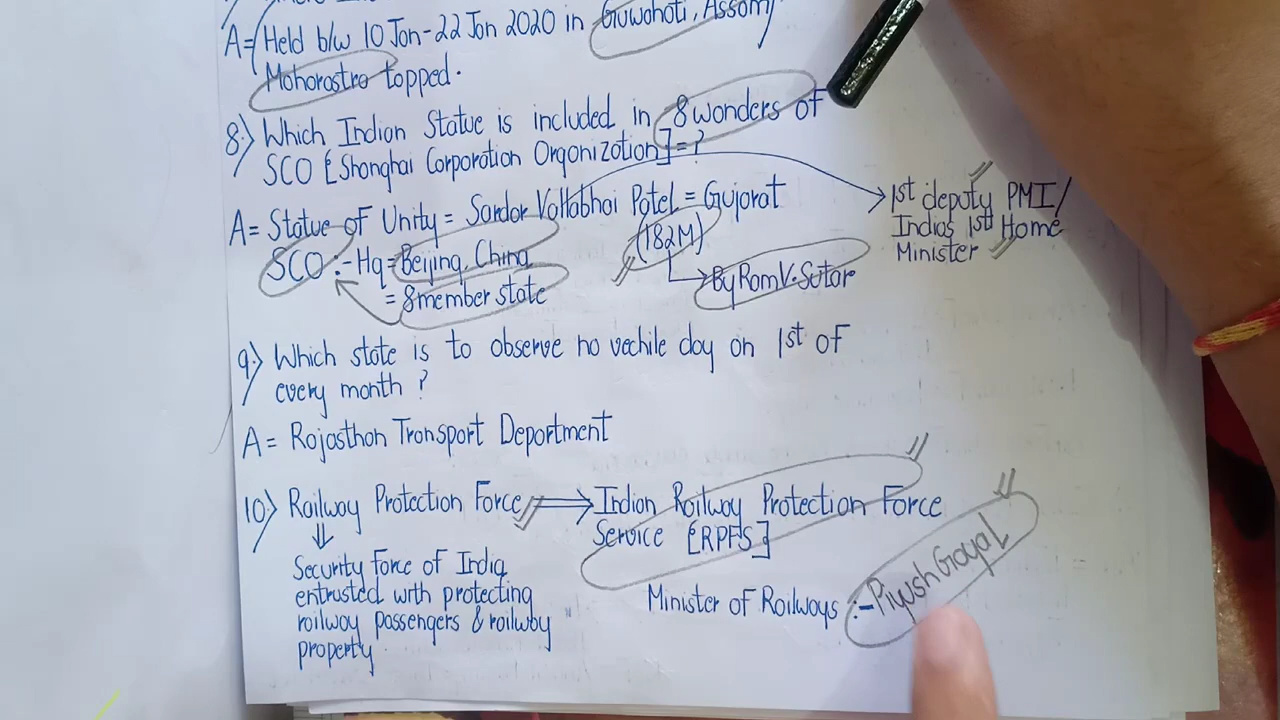 A= Held b/w 10 Jan-22 Jan 2020 in Guwahati, Assam
Maharastra topped.
8) Which Indian Statue is included in 8 wonders of
SCO [Shanghai Corporation Organization] = ?
A= Statue of Unity = Sardar Vallabhai Patel = Gujarat
(182M)
By Ram V. Sutar
1st deputy PMI/
Indias 1st Home
Minister
SCO :- Hq= Beijing, China
= 8 member state
9) Which state is to observe no vechile day on 1st of
every month ?
A= Rajasthan Transport Department
10) Railway Protection Force ⇒ Indian Railway Protection Force
Service [RPFS]
Security force of India
entrusted with protecting
railway passengers & railway
property
Minister of Railways :- Piyush Goyal